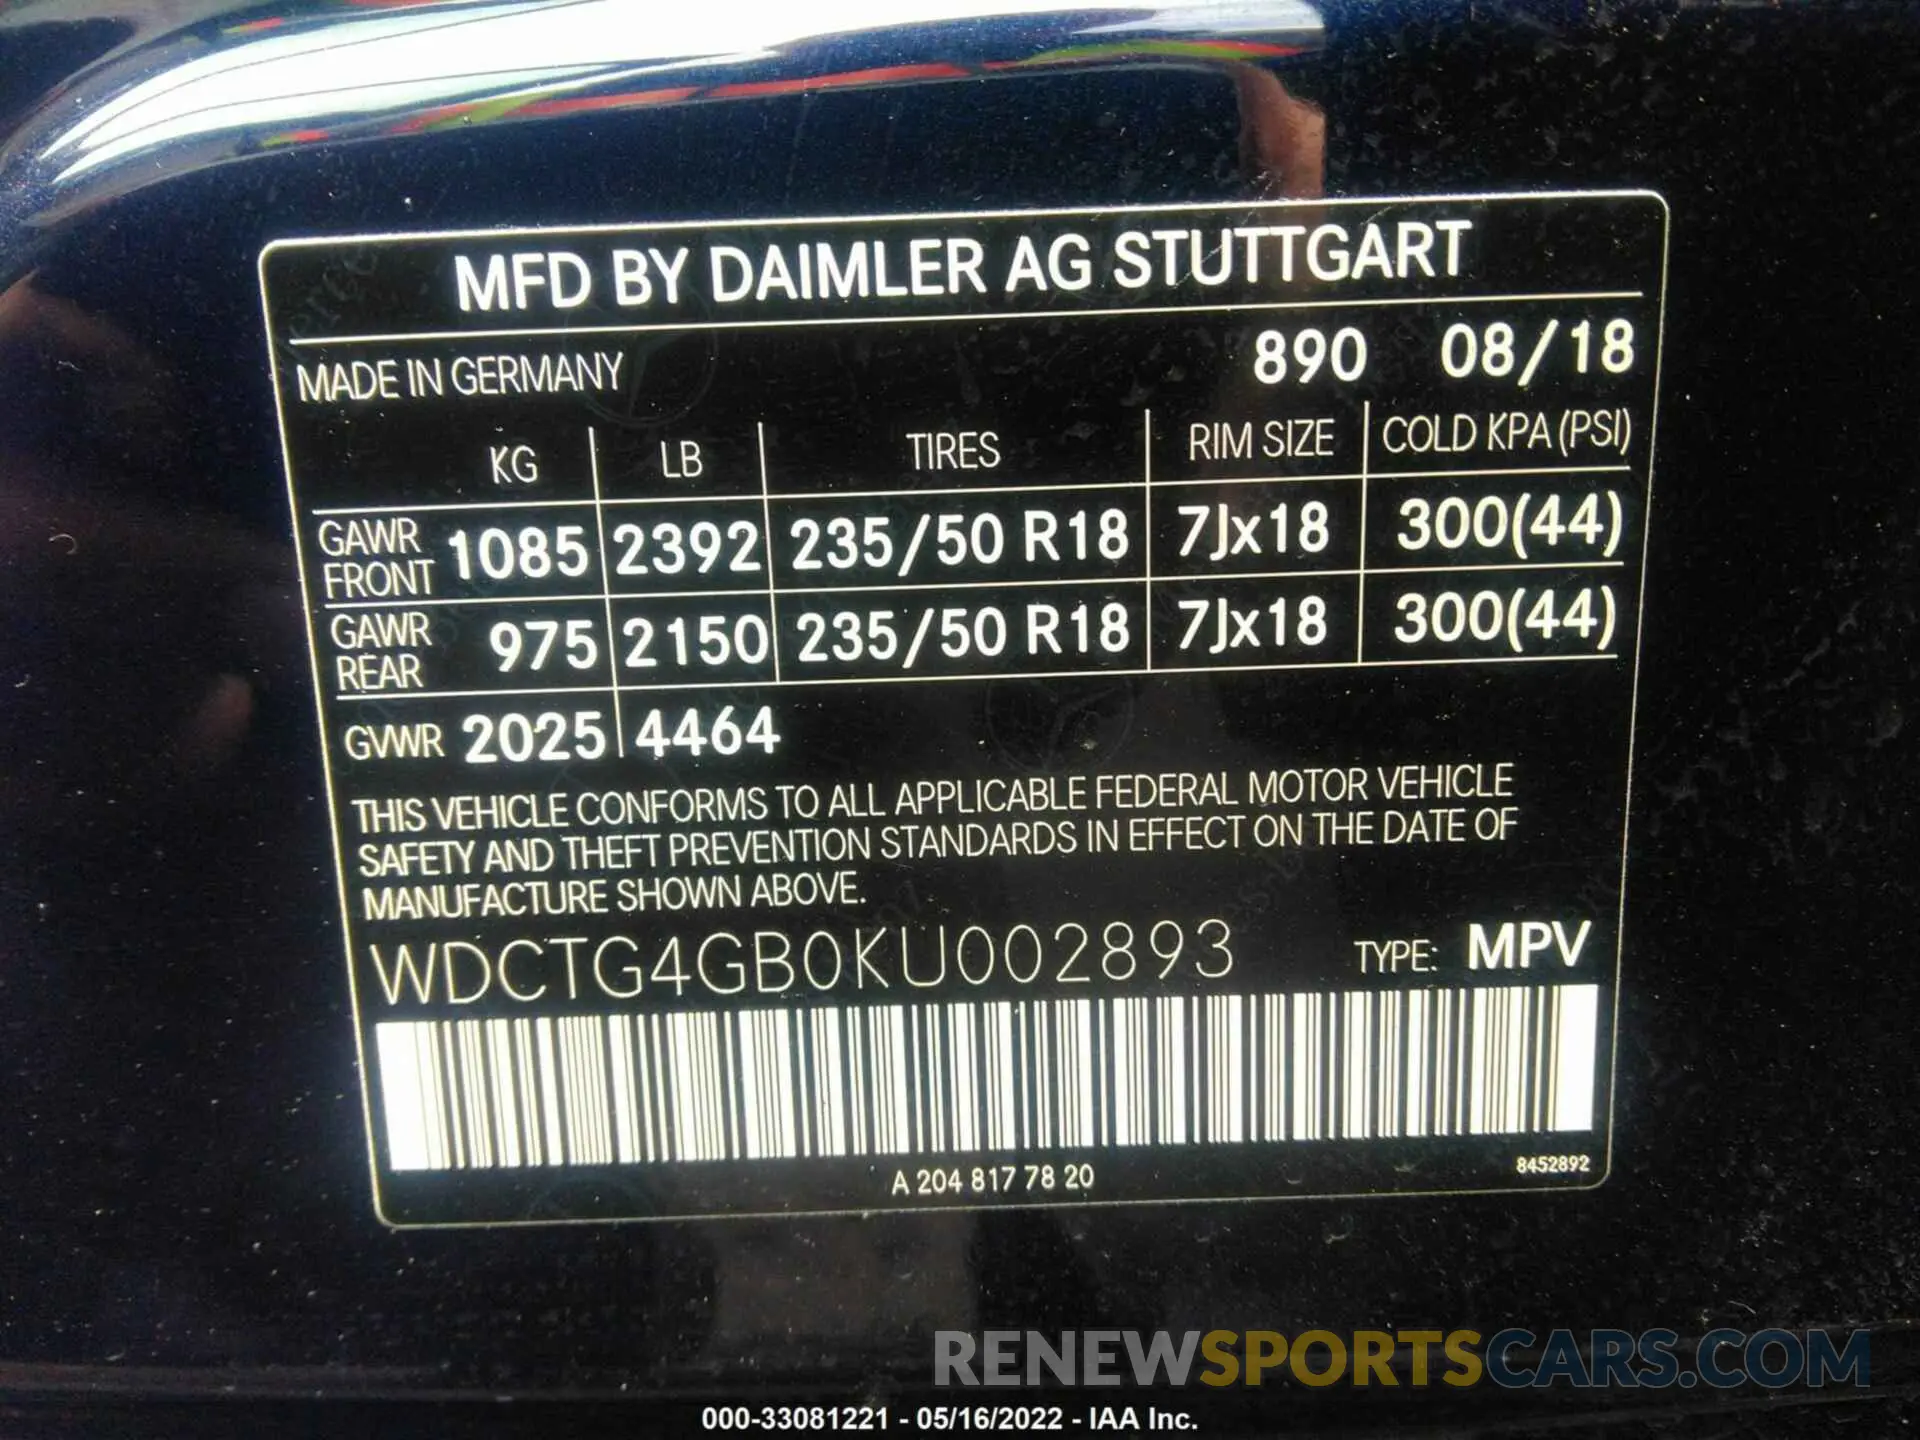 MFD BY DAIMLER AG STUTTGART
MADE IN GERMANY 890 08/18
KG LB TIRES RIM SIZE COLD KPA (PSI)
GAWR FRONT 1085 2392 235/50 R18 7Jx18 300(44)
GAWR REAR 975 2150 235/50 R18 7Jx18 300(44)
GVWR 2025 4464
THIS VEHICLE CONFORMS TO ALL APPLICABLE FEDERAL MOTOR VEHICLE
SAFETY AND THEFT PREVENTION STANDARDS IN EFFECT ON THE DATE OF
MANUFACTURE SHOWN ABOVE.
WDCTG4GB0KU002893 TYPE: MPV
A 204 817 78 20 8452892
RENEWSPORTSCARS.COM
000-33081221 - 05/16/2022 - IAA Inc.